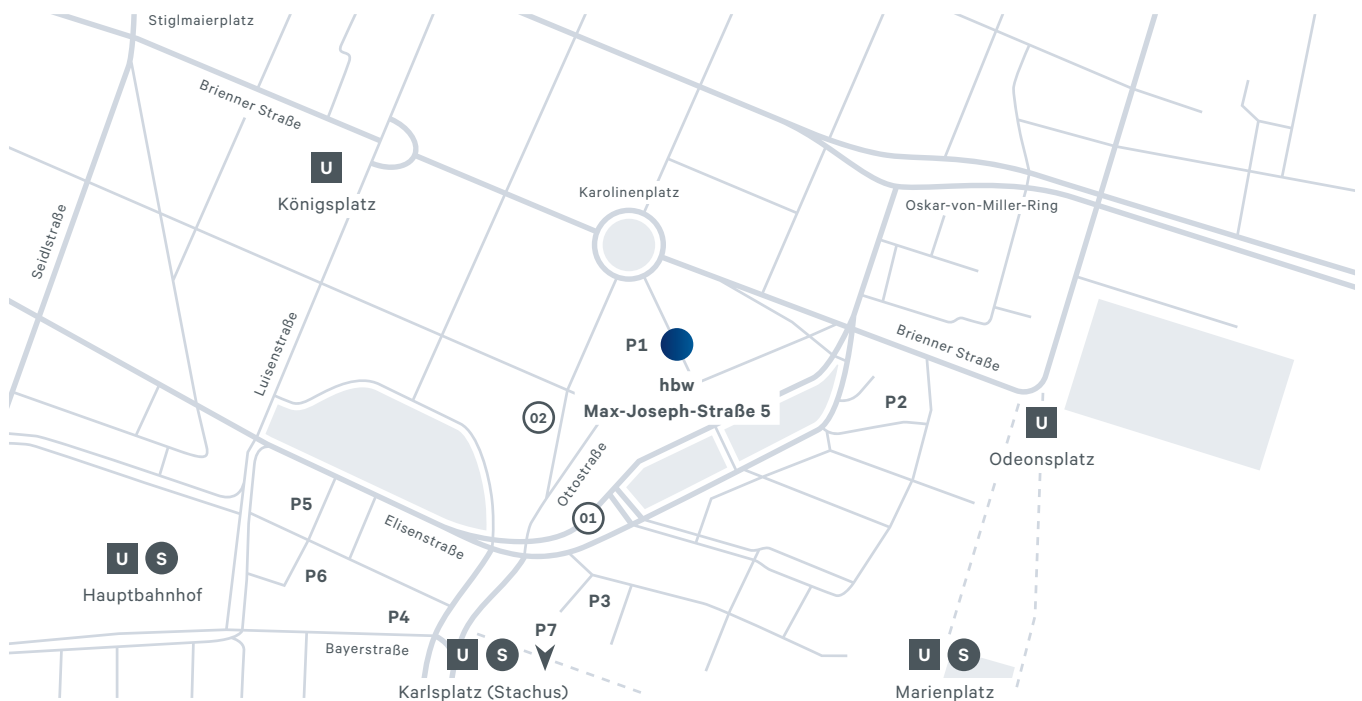 Stiglmaierplatz
Brienner Straße
U
Königsplatz
Karolinenplatz
Oskar-von-Miller-Ring
Seidlstraße
Luisenstraße
P1
hbw
Max-Joseph-Straße 5
Brienner Straße
P2
02
U
Odeonsplatz
Ottostraße
01
P5
Elisenstraße
U S
Hauptbahnhof
P6
P4
P3
P7
Bayerstraße
U S
Karlsplatz (Stachus)
U S
Marienplatz